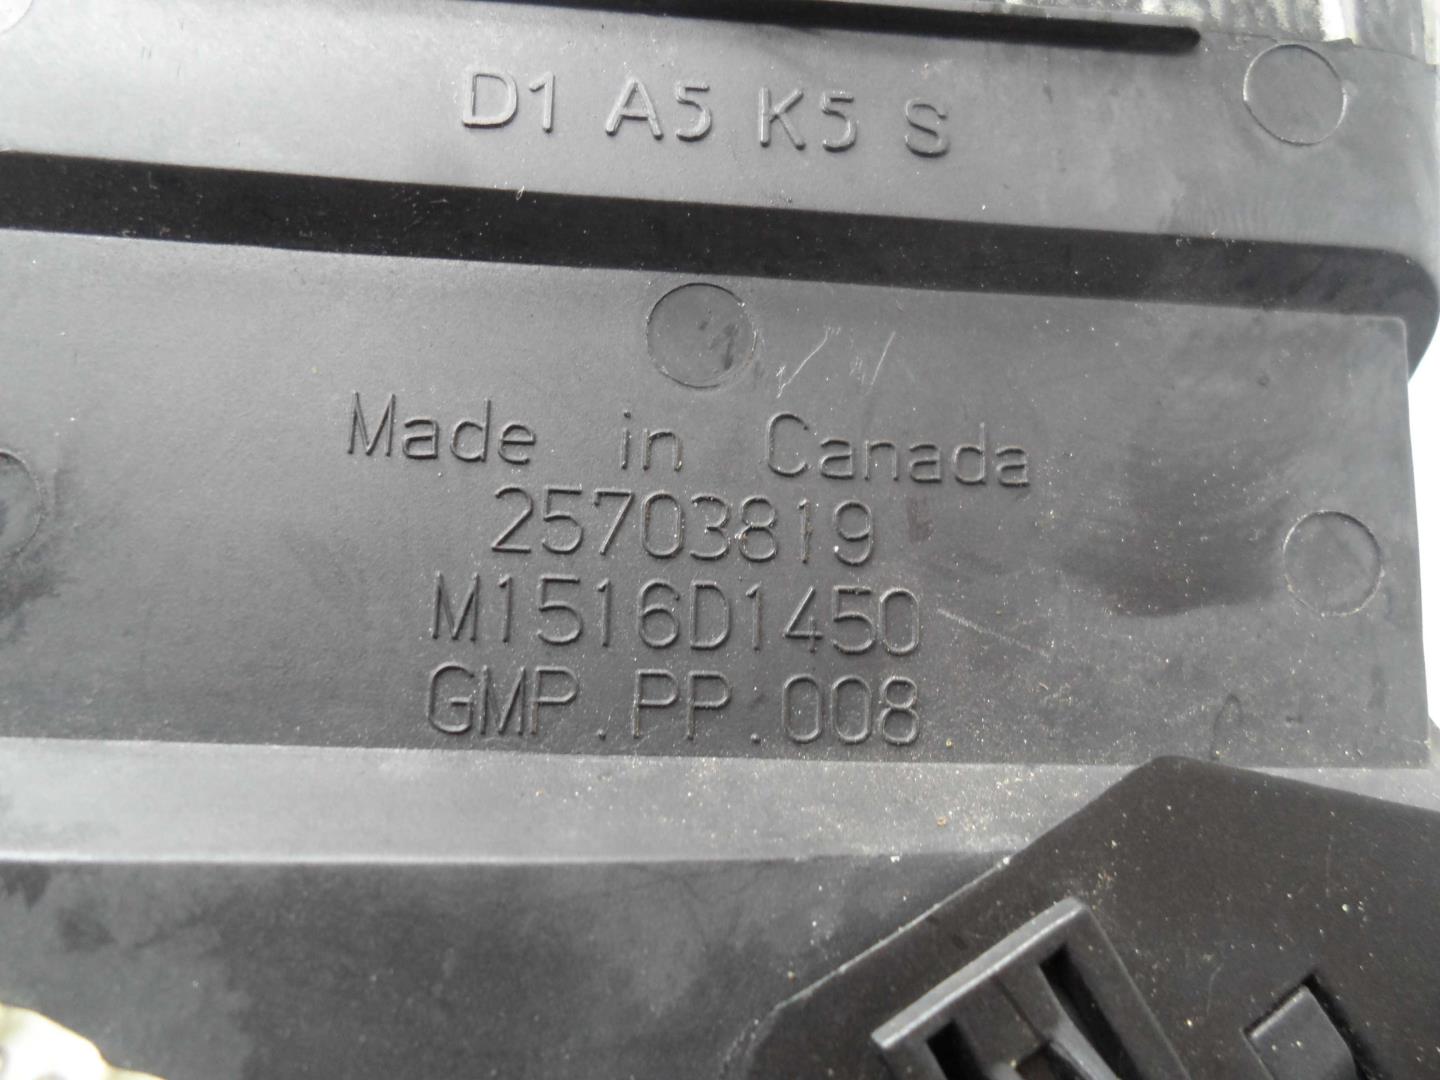 D1 A5 K5 S
Made in Canada
25703819
M1516D1450
GMP.PP.008